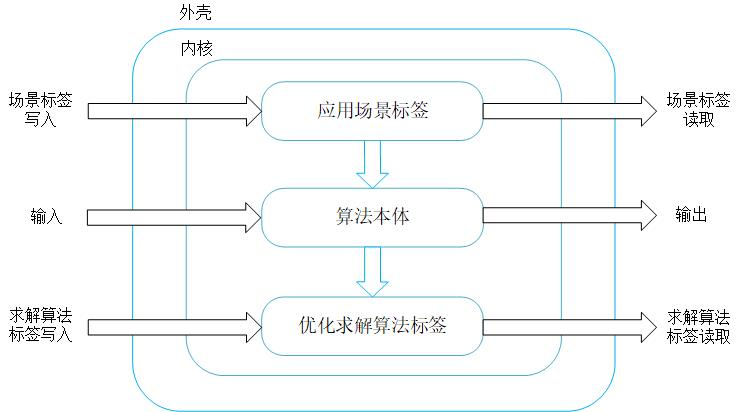 外壳
内核
场景标签
写入
应用场景标签
场景标签
读取
输入
算法本体
输出
求解算法
标签写入
优化求解算法标签
求解算法
标签读取